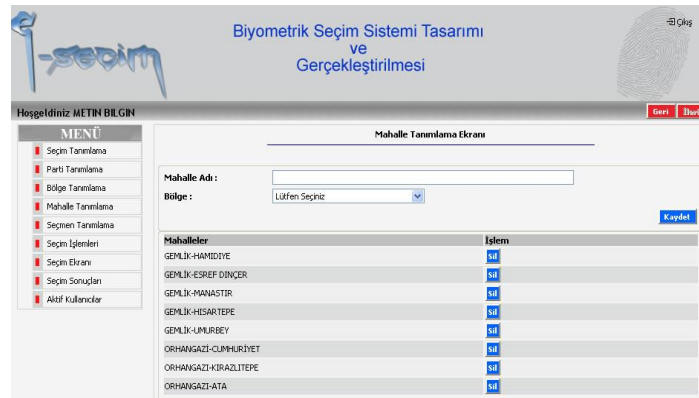 i-seçim
Biyometrik Seçim Sistemi Tasarımı
ve
Gerçekleştirilmesi
Çıkış
Hoşgeldiniz METIN BILGIN
Geri
İleri
MENÜ
Seçim Tanımlama
Parti Tanımlama
Bölge Tanımlama
Mahalle Tanımlama
Seçmen Tanımlama
Seçim İşlemleri
Seçim Ekranı
Seçim Sonuçları
Aktif Kullanıcılar
Mahalle Tanımlama Ekranı
Mahalle Adı :
Bölge : Lütfen Seçiniz
Kaydet
Mahalleler İşlem
GEMLİK-HAMIDIYE Sil
GEMLİK-ESREF DINÇER Sil
GEMLİK-MANASTIR Sil
GEMLİK-HISARTEPE Sil
GEMLİK-UMURBEY Sil
ORHANGAZİ-CUMHURİYET Sil
ORHANGAZI-KIRAZLITEPE Sil
ORHANGAZI-ATA Sil